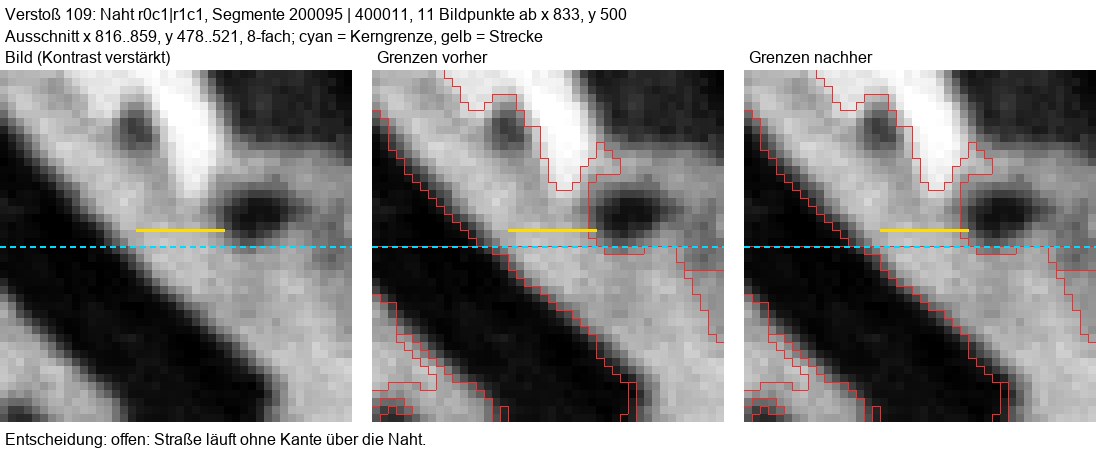 Verstoß 109: Naht r0c1|r1c1, Segmente 200095 | 400011, 11 Bildpunkte ab x 833, y 500
Ausschnitt x 816..859, y 478..521, 8-fach; cyan = Kerngrenze, gelb = Strecke
Bild (Kontrast verstärkt) Grenzen vorher Grenzen nachher
Entscheidung: offen: Straße läuft ohne Kante über die Naht.